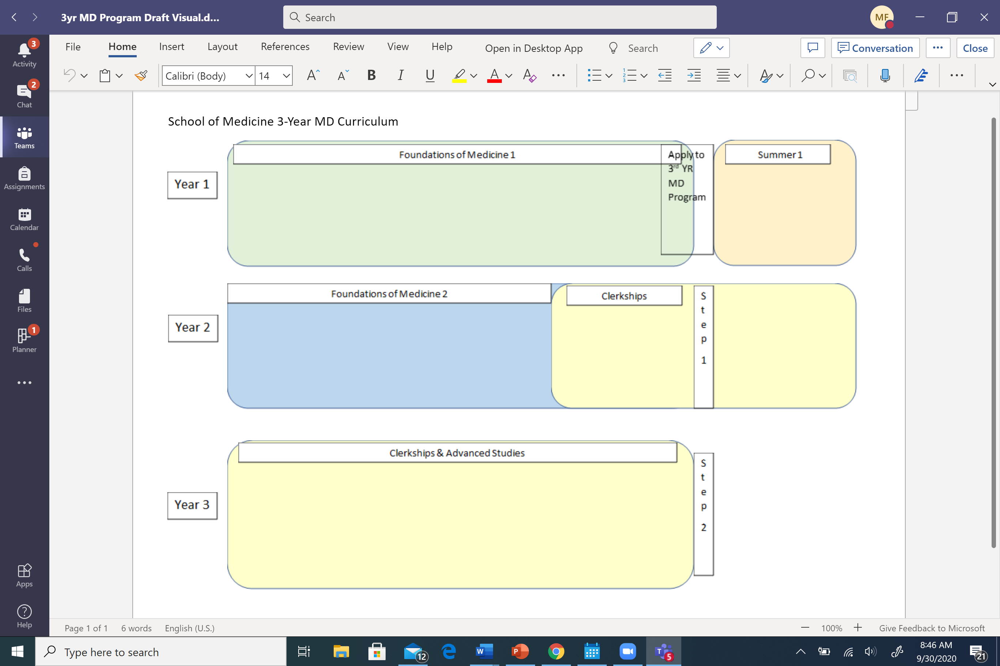 3yr MD Program Draft Visual.d...
Search
MF
File Home Insert Layout References Review View Help Open in Desktop App Search Conversation Close
Calibri (Body) 14
3
Activity
2
Chat
Teams
Assignments
Calendar
Calls
Files
1
Planner
Apps
Help
School of Medicine 3-Year MD Curriculum
Year 1
Foundations of Medicine 1
Apply to
3rd YR
MD
Program
Summer 1
Year 2
Foundations of Medicine 2
Clerkships
S
t
e
p
1
Year 3
Clerkships & Advanced Studies
S
t
e
p
2
Page 1 of 1 6 words English (U.S.) 100% Give Feedback to Microsoft
Type here to search
12
5
8:46 AM
9/30/2020
21